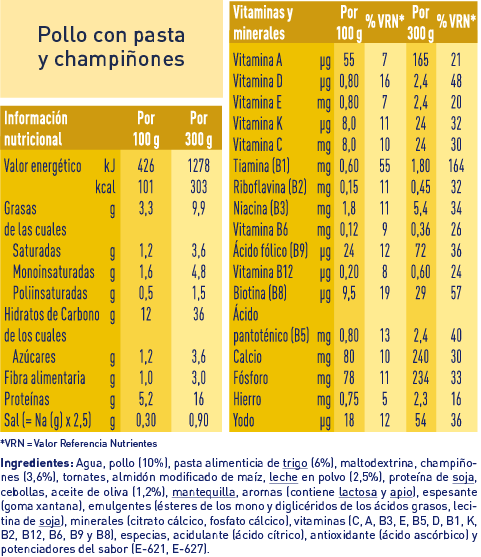 Pollo con pasta
y champiñones
Información nutricional Por 100 g Por 300 g
Valor energético kJ 426 1278
kcal 101 303
Grasas g 3,3 9,9
de las cuales
Saturadas g 1,2 3,6
Monoinsaturadas g 1,6 4,8
Poliinsaturadas g 0,5 1,5
Hidratos de Carbono g 12 36
de los cuales
Azúcares g 1,2 3,6
Fibra alimentaria g 1,0 3,0
Proteínas g 5,2 16
Sal (= Na (g) x 2,5) g 0,30 0,90
Vitaminas y minerales Por 100 g % VRN* Por 300 g % VRN*
Vitamina A µg 55 7 165 21
Vitamina D µg 0,80 16 2,4 48
Vitamina E mg 0,80 7 2,4 20
Vitamina K µg 8,0 11 24 32
Vitamina C mg 8,0 10 24 30
Tiamina (B1) mg 0,60 55 1,80 164
Riboflavina (B2) mg 0,15 11 0,45 32
Niacina (B3) mg 1,8 11 5,4 34
Vitamina B6 mg 0,12 9 0,36 26
Ácido fólico (B9) µg 24 12 72 36
Vitamina B12 µg 0,20 8 0,60 24
Biotina (B8) µg 9,5 19 29 57
Ácido
pantoténico (B5) mg 0,80 13 2,4 40
Calcio mg 80 10 240 30
Fósforo mg 78 11 234 33
Hierro mg 0,75 5 2,3 16
Yodo µg 18 12 54 36
*VRN = Valor Referencia Nutrientes
Ingredientes: Agua, pollo (10%), pasta alimenticia de trigo (6%), maltodextrina, champiño-
nes (3,6%), tomates, almidón modificado de maíz, leche en polvo (2,5%), proteína de soja,
cebollas, aceite de oliva (1,2%), mantequilla, aromas (contiene lactosa y apio), espesante
(goma xantana), emulgentes (ésteres de los mono y diglicéridos de los ácidos grasos, leci-
tina de soja), minerales (citrato cálcico, fosfato cálcico), vitaminas (C, A, B3, E, B5, D, B1, K,
B2, B12, B6, B9 y B8), especias, acidulante (ácido cítrico), antioxidante (ácido ascórbico) y
potenciadores del sabor (E-621, E-627).